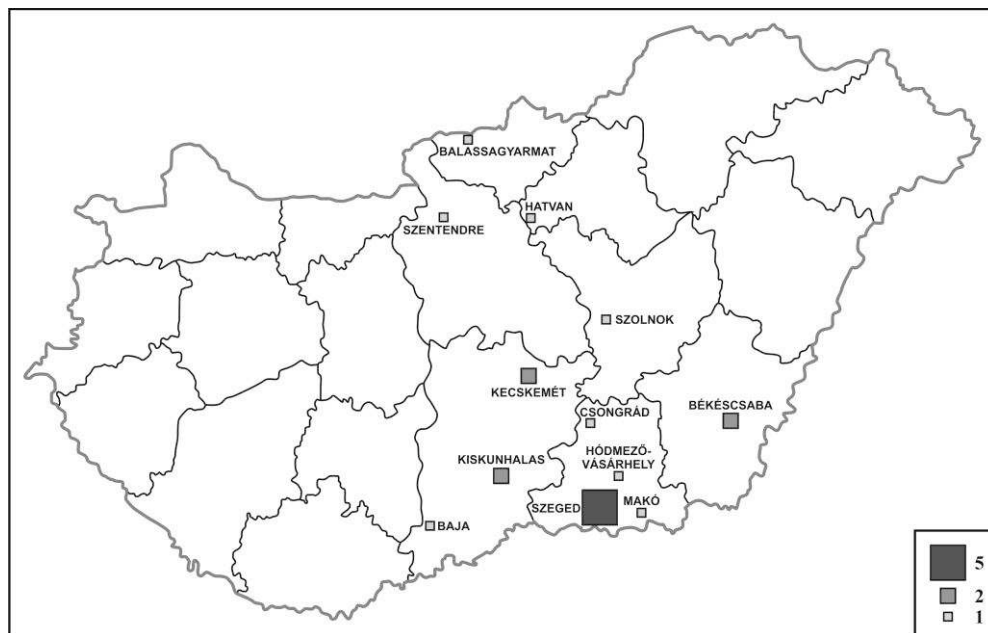 BALASSAGYARMAT
HATVAN
SZENTENDRE
SZOLNOK
KECSKEMÉT
CSONGRÁD
BÉKÉSCSABA
HÓDMEZŐ-
VÁSÁRHELY
KISKUNHALAS
MAKÓ
SZEGED
BAJA
5
2
1